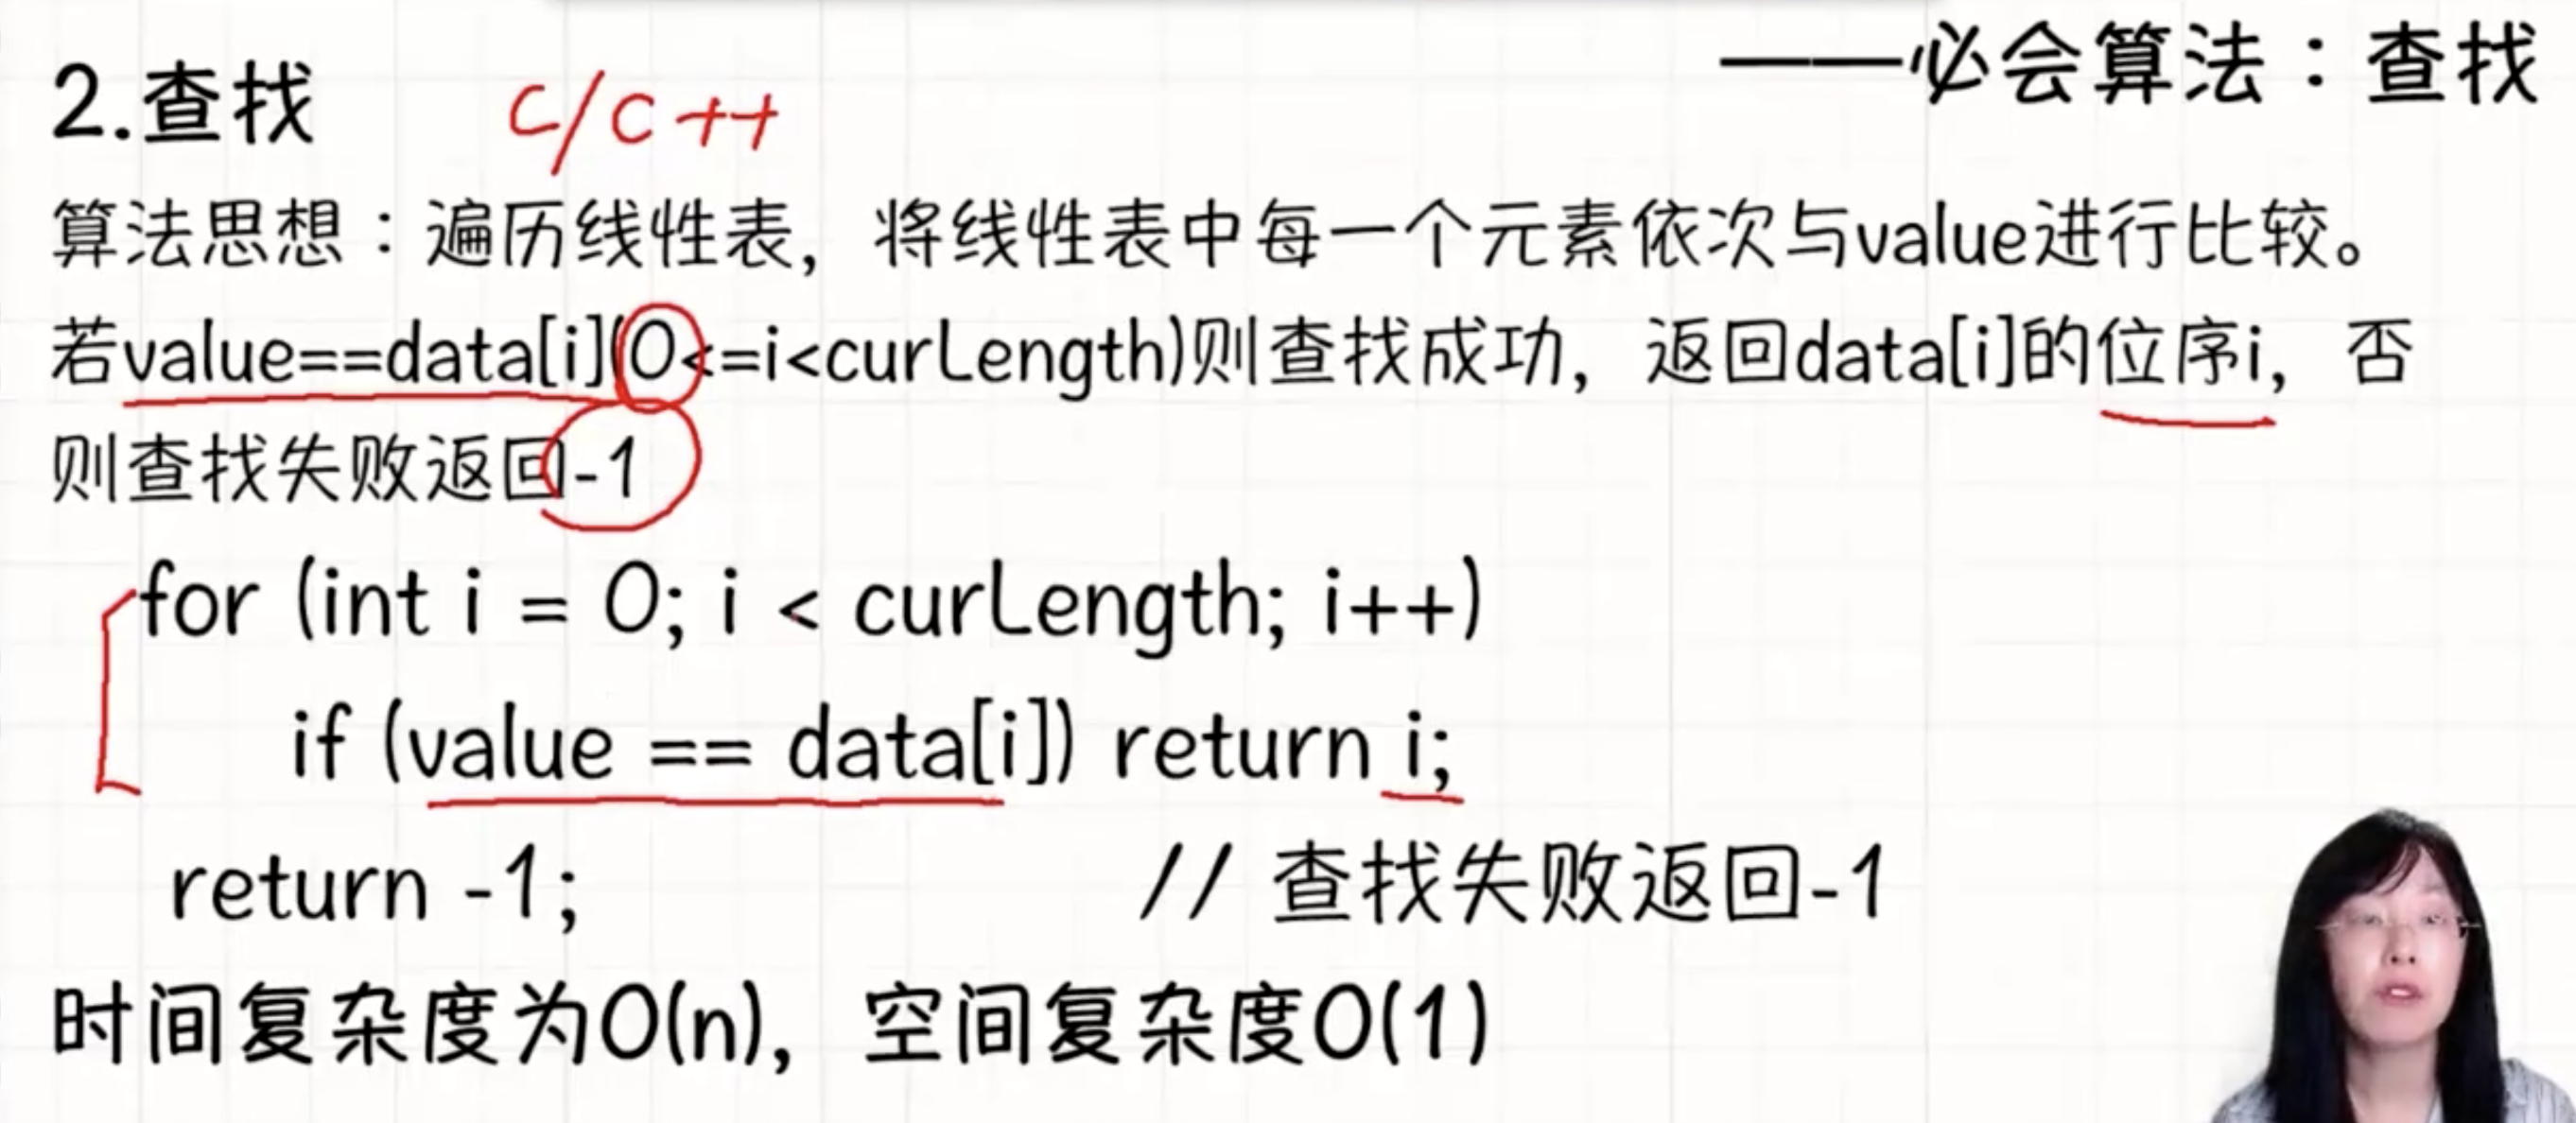 ——必会算法：查找
2.查找 C/C++
算法思想：遍历线性表，将线性表中每一个元素依次与value进行比较。
若value==data[i](0<=i<curLength)则查找成功，返回data[i]的位序i，否
则查找失败返回-1
for (int i = 0; i < curLength; i++)
if (value == data[i]) return i;
return -1; // 查找失败返回-1
时间复杂度为O(n)，空间复杂度O(1)